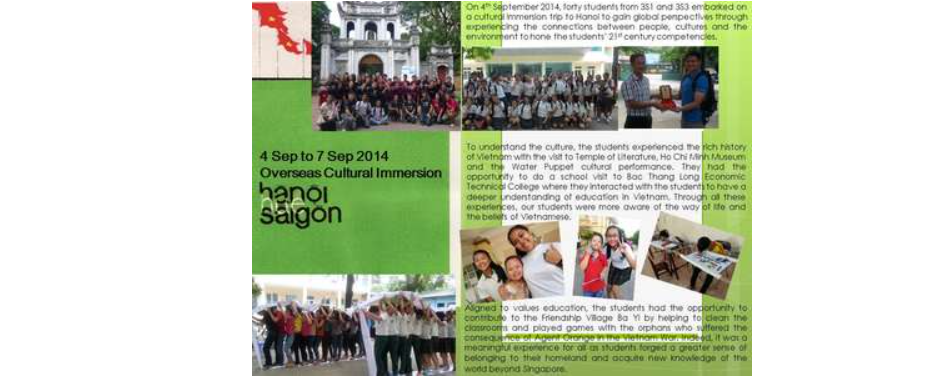 4 Sep to 7 Sep 2014
Overseas Cultural Immersion
hanoi
hue
saigon
On 4th September 2014, forty students from 3S1 and 3S3 embarked on
a cultural immersion trip to Hanoi to gain global perspectives through
experiencing the connections between people, cultures and the
environment to hone the students' 21st century competencies.
To understand the culture, the students experienced the rich history
of Vietnam with the visit to Temple of Literature, Ho Chi Minh Museum
and the Water Puppet cultural performance. They had the
opportunity to do a school visit to Bac Thang Long Economic
Technical College where they interacted with the students to have a
deeper understanding of education in Vietnam. Through all these
experiences, our students were more aware of the way of life and
the beliefs of Vietnamese.
Aligned to values education, the students had the opportunity to
contribute to the Friendship Village Ba Yi by helping to clean the
classrooms and played games with the orphans who suffered the
consequence of Agent Orange in the Vietnam War. Indeed, it was a
meaningful experience for all as students forged a greater sense of
belonging to their homeland and acquire new knowledge of the
world beyond Singapore.